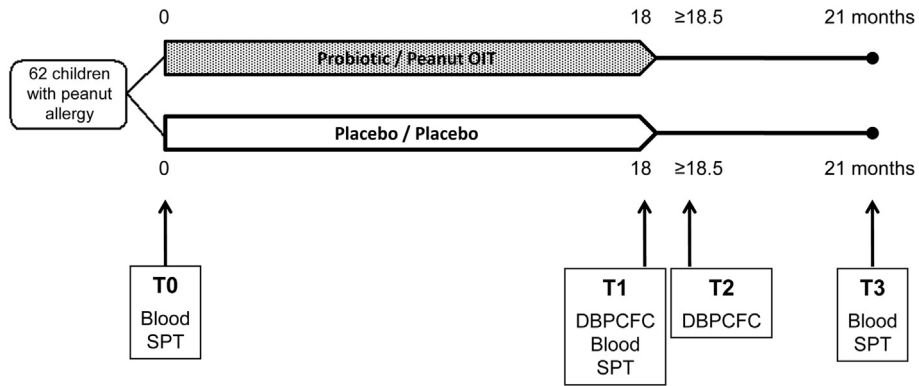 0 18 ≥18.5 21 months
Probiotic / Peanut OIT
62 children
with peanut
allergy
Placebo / Placebo
0 18 ≥18.5 21 months
T0
Blood
SPT
T1
DBPCFC
Blood
SPT
T2
DBPCFC
T3
Blood
SPT